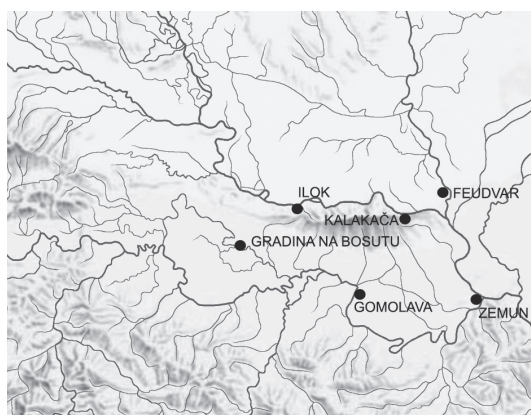 ILOK
FEUDVAR
KALAKAČA
GRADINA NA BOSUTU
GOMOLAVA
ZEMUN